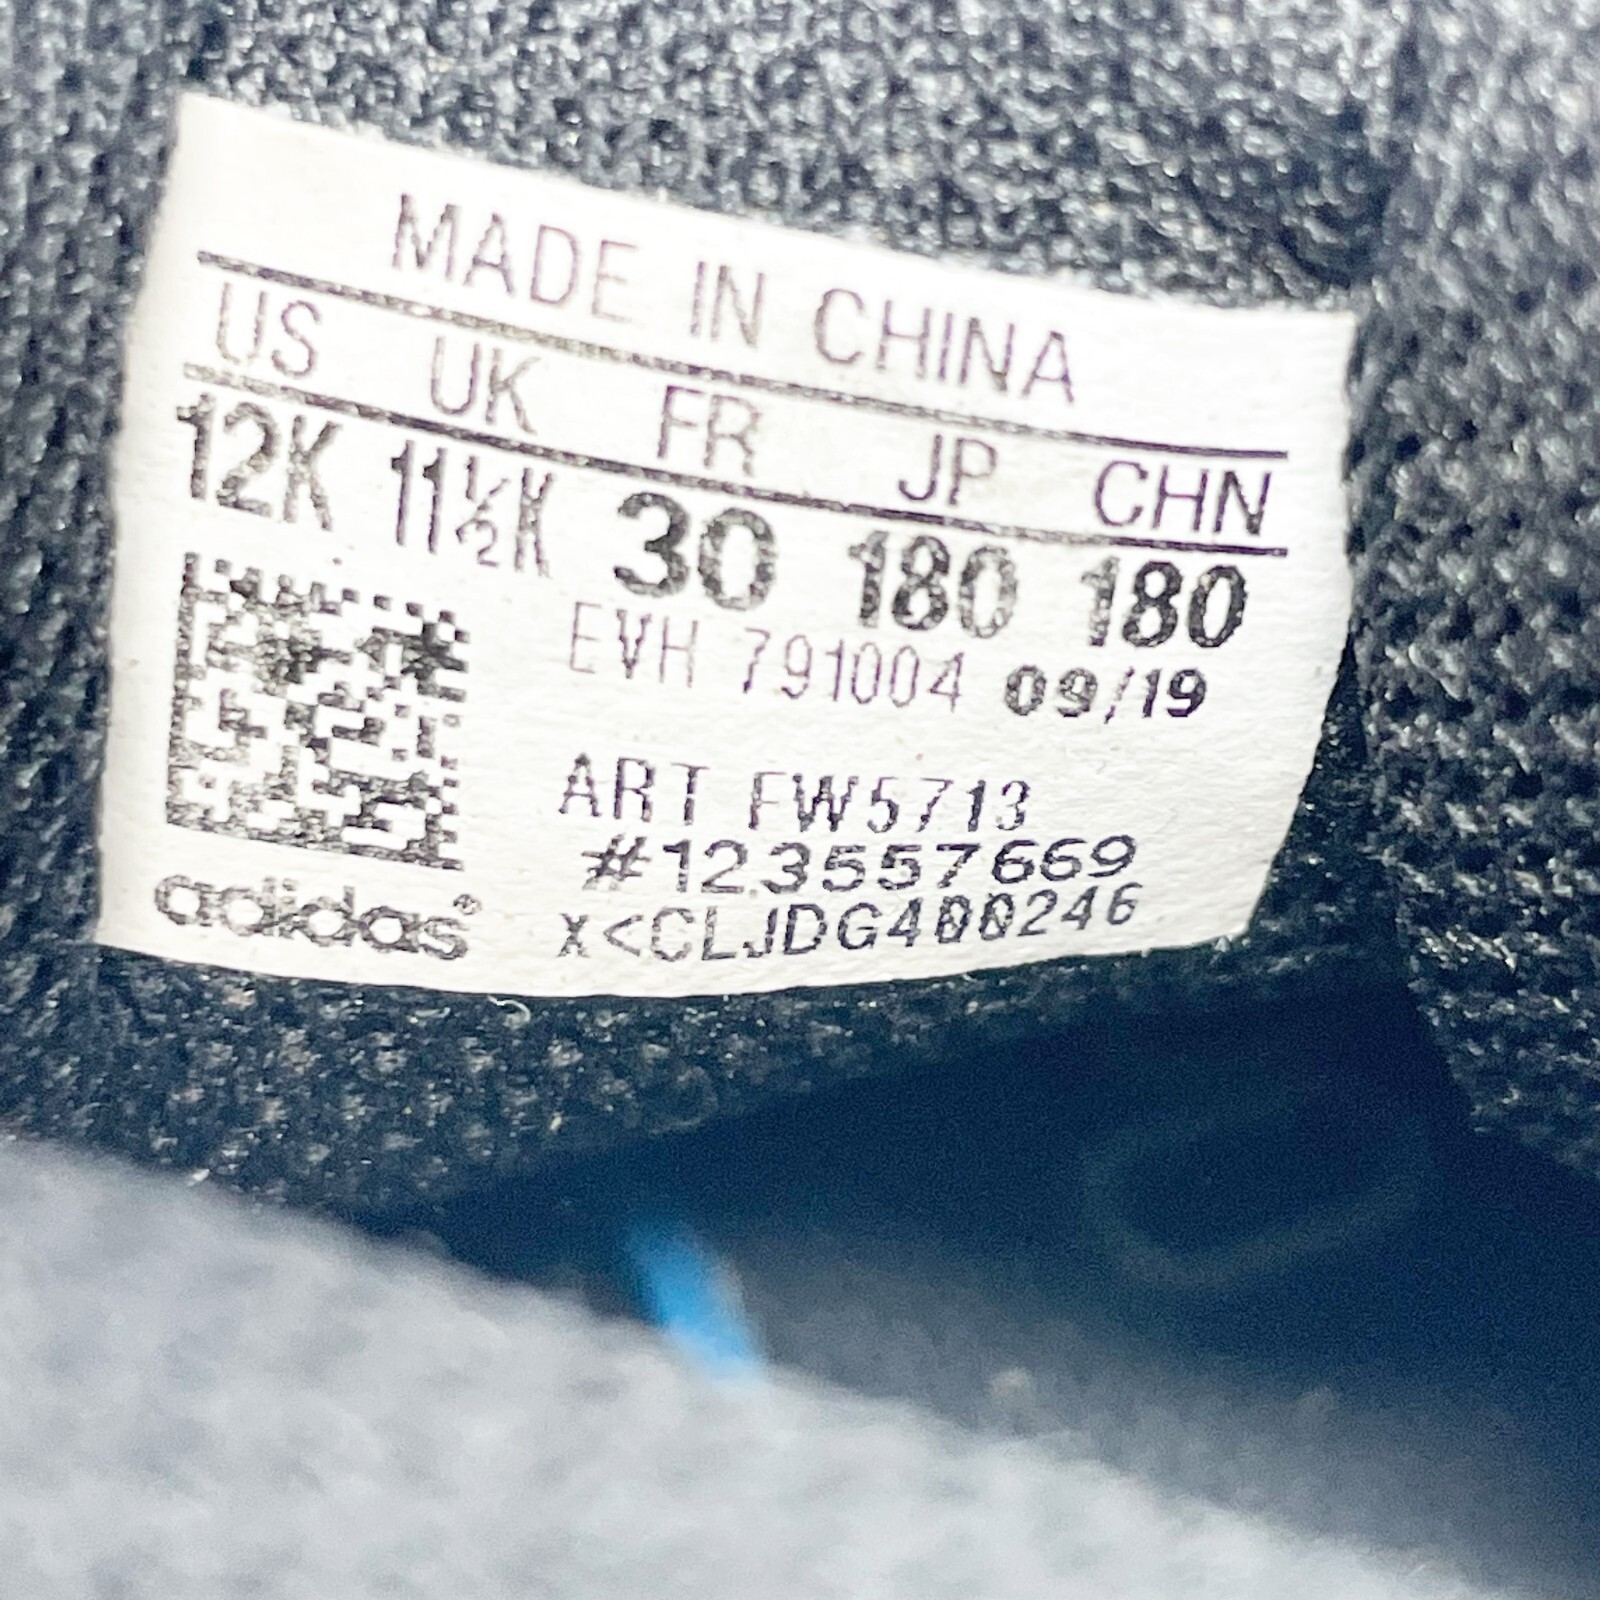 MADE IN CHINA
US UK FR JP CHN
12K 11½K 30 180 180
EVH 791004 09/19
ART FW5713
#123557669
X<CLJDG400246
adidas®